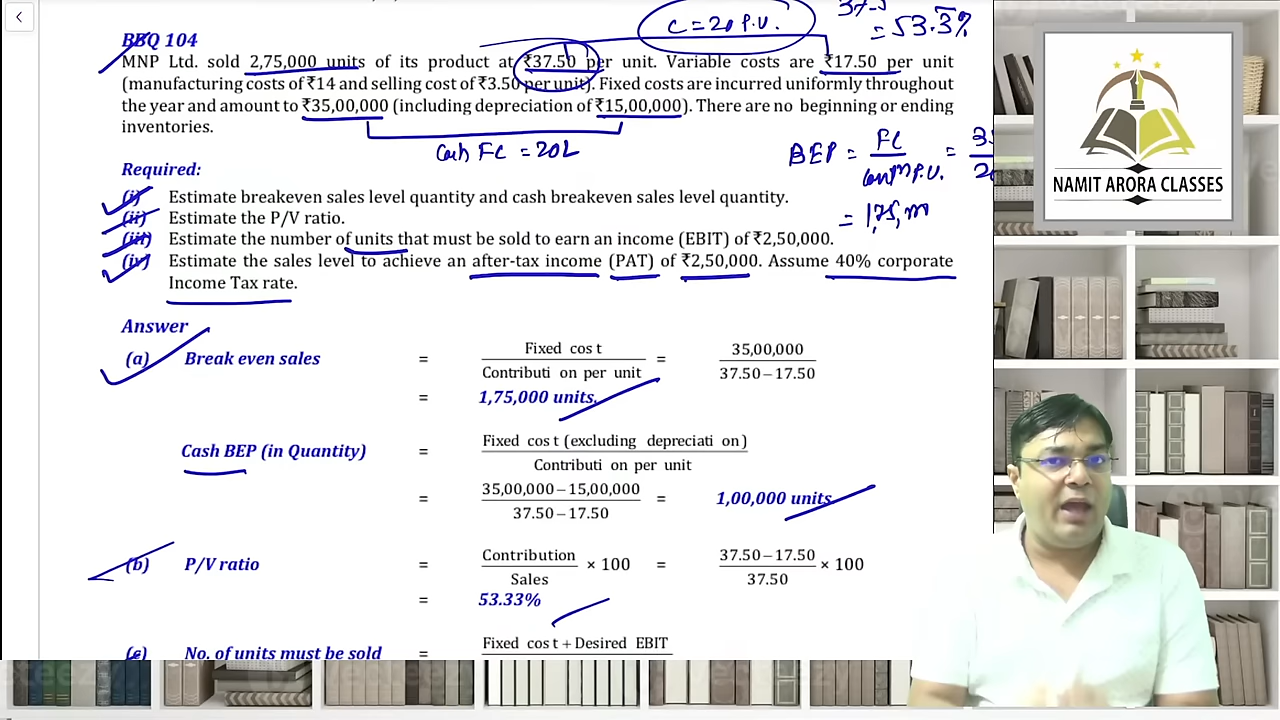 C = 20 P.U.
= 53.3%
BBQ 104
MNP Ltd. sold 2,75,000 units of its product at ₹37.50 per unit. Variable costs are ₹17.50 per unit
(manufacturing costs of ₹14 and selling cost of ₹3.50 per unit). Fixed costs are incurred uniformly throughout
the year and amount to ₹35,00,000 (including depreciation of ₹15,00,000). There are no beginning or ending
inventories.
Cash FC = 20L
BEP = FC / contn P.U. =
= 1,75,000
Required:
(i) Estimate breakeven sales level quantity and cash breakeven sales level quantity.
(ii) Estimate the P/V ratio.
(iii) Estimate the number of units that must be sold to earn an income (EBIT) of ₹2,50,000.
(iv) Estimate the sales level to achieve an after-tax income (PAT) of ₹2,50,000. Assume 40% corporate
Income Tax rate.
Answer
(a) Break even sales = Fixed cos t / Contributi on per unit = 35,00,000 / 37.50 – 17.50
= 1,75,000 units.
Cash BEP (in Quantity) = Fixed cos t (excluding depreciati on) / Contributi on per unit
= 35,00,000 – 15,00,000 / 37.50 – 17.50 = 1,00,000 units
(b) P/V ratio = Contribution / Sales × 100 = 37.50 – 17.50 / 37.50 × 100
= 53.33%
(c) No. of units must be sold = Fixed cos t + Desired EBIT
NAMIT ARORA CLASSES